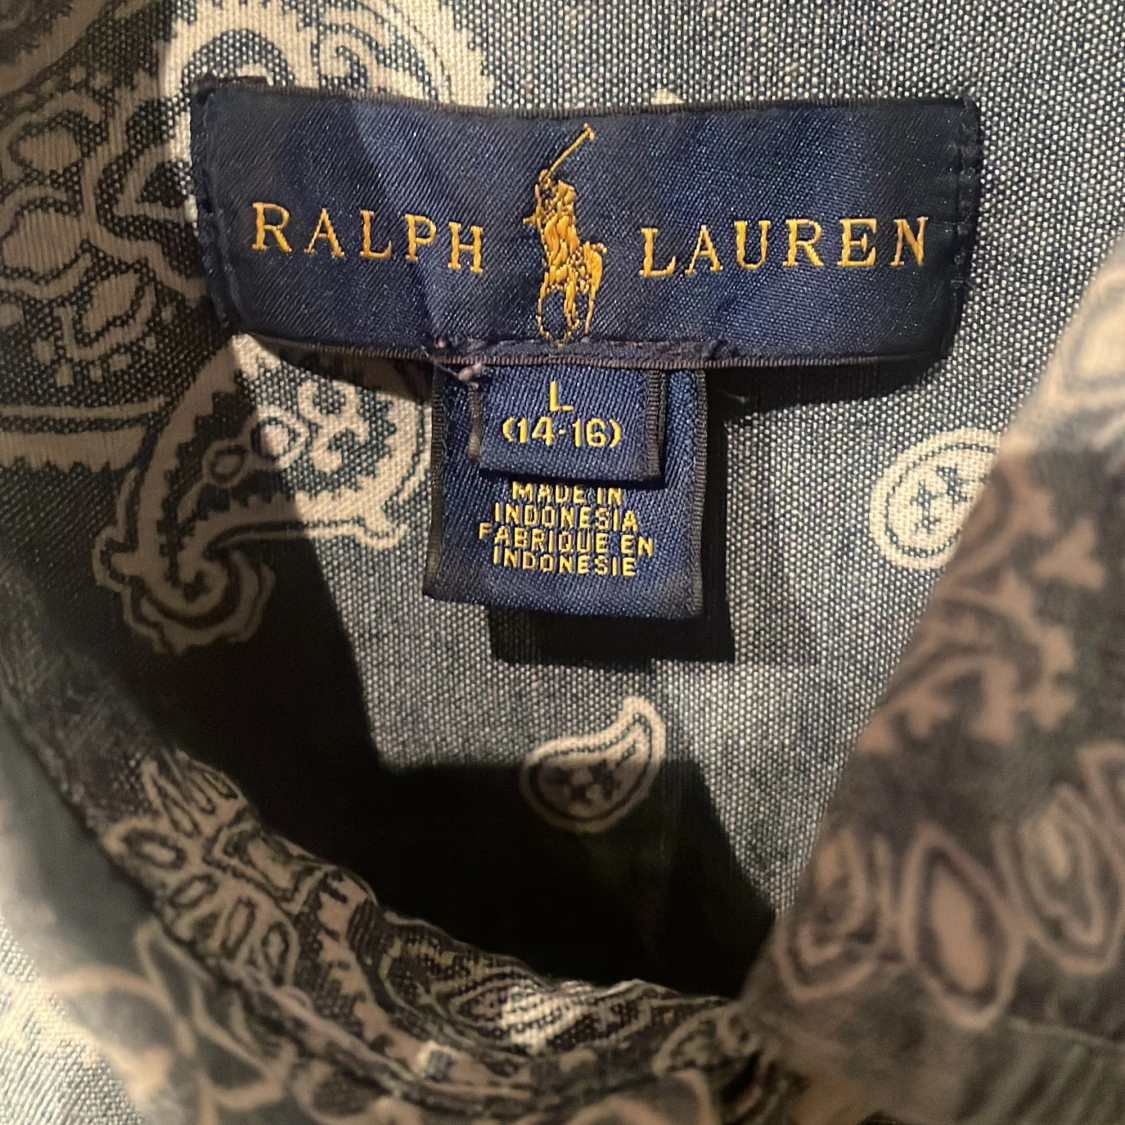 RALPH LAUREN
L
(14-16)
MADE IN
INDONESIA
FABRIQUE EN
INDONESIE